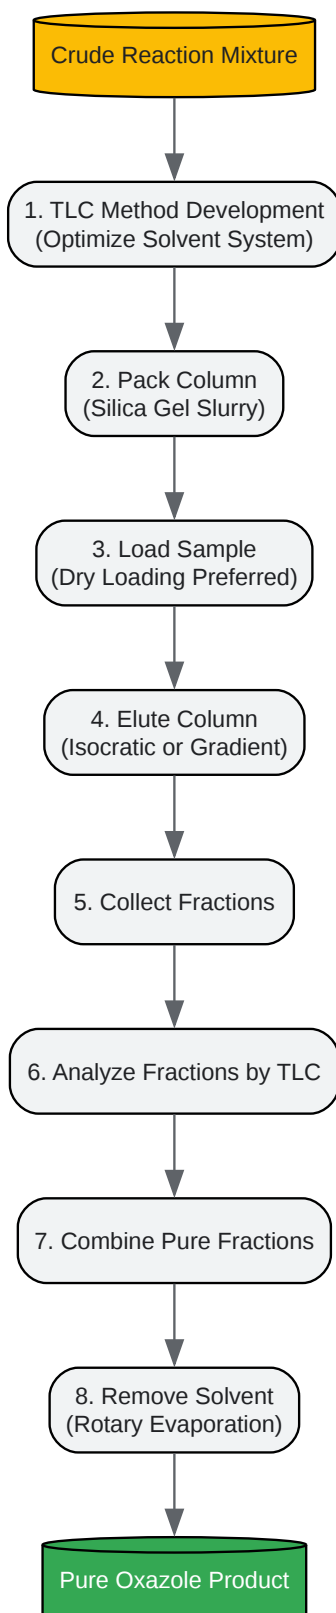 Crude Reaction Mixture
1. TLC Method Development
(Optimize Solvent System)
2. Pack Column
(Silica Gel Slurry)
3. Load Sample
(Dry Loading Preferred)
4. Elute Column
(Isocratic or Gradient)
5. Collect Fractions
6. Analyze Fractions by TLC
7. Combine Pure Fractions
8. Remove Solvent
(Rotary Evaporation)
Pure Oxazole Product